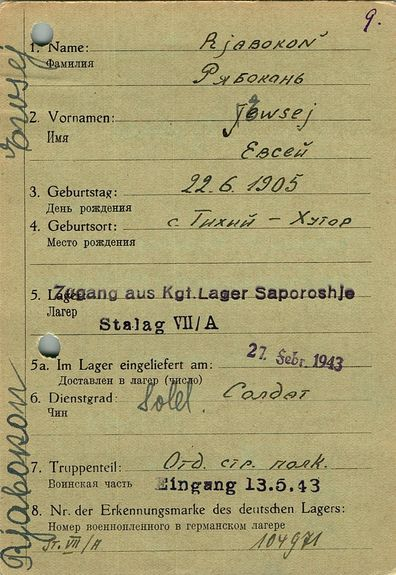 9.
1. Name: Rjabokoń
Фамилия Рябокань
2. Vornamen: Jewsej
Имя Евсей
3. Geburtstag: 22.6.1905
День рождения
4. Geburtsort: с. Тихий - Хутор
Место рождения
5. Lager: Zugang aus Kgf.Lager Saporoshje
Лагерь Stalag VII/A
5a. Im Lager eingeliefert am: 27. Febr. 1943
Доставлен в лагерь (число)
6. Dienstgrad: Sold. Солдат
Чин
7. Truppenteil: Отд. стр. полк.
Воинская часть Eingang 13.5.43
8. Nr. der Erkennungsmarke des deutschen Lagers:
Номер военнопленного в германском лагере
St. VII/A 104971
Rjabokon
Jewsej